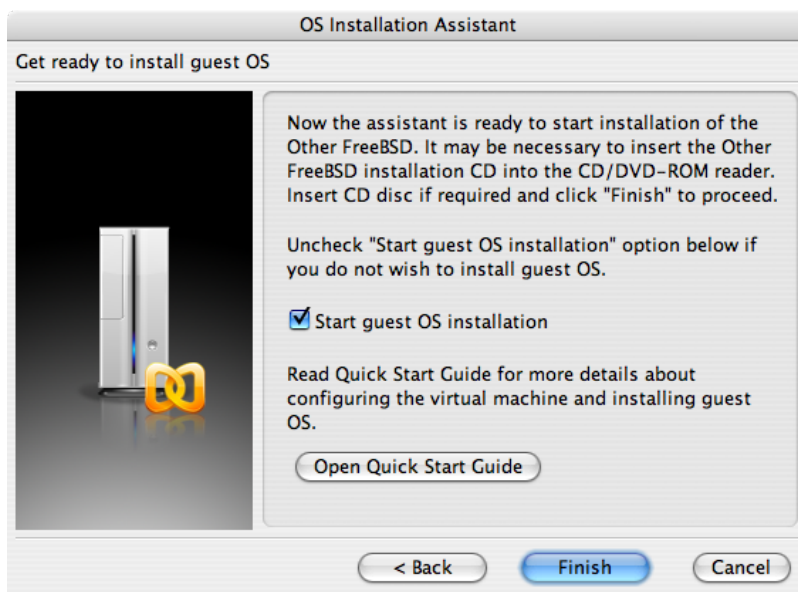 OS Installation Assistant
Get ready to install guest OS
Now the assistant is ready to start installation of the
Other FreeBSD. It may be necessary to insert the Other
FreeBSD installation CD into the CD/DVD-ROM reader.
Insert CD disc if required and click "Finish" to proceed.
Uncheck "Start guest OS installation" option below if
you do not wish to install guest OS.
Start guest OS installation
Read Quick Start Guide for more details about
configuring the virtual machine and installing guest
OS.
Open Quick Start Guide
< Back
Finish
Cancel